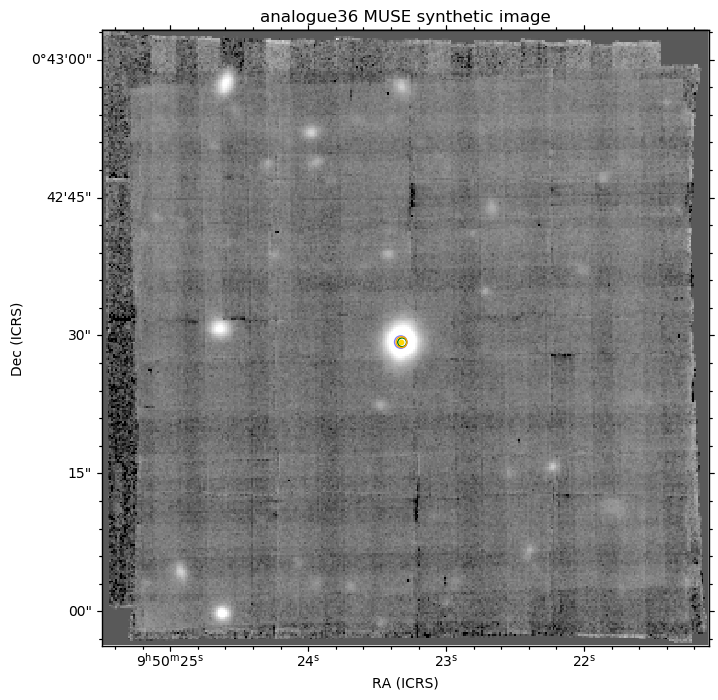 analogue36 MUSE synthetic image
0°43'00"
42'45"
30"
15"
00"
9ʰ50ᵐ25ˢ 24ˢ 23ˢ 22ˢ
Dec (ICRS)
RA (ICRS)